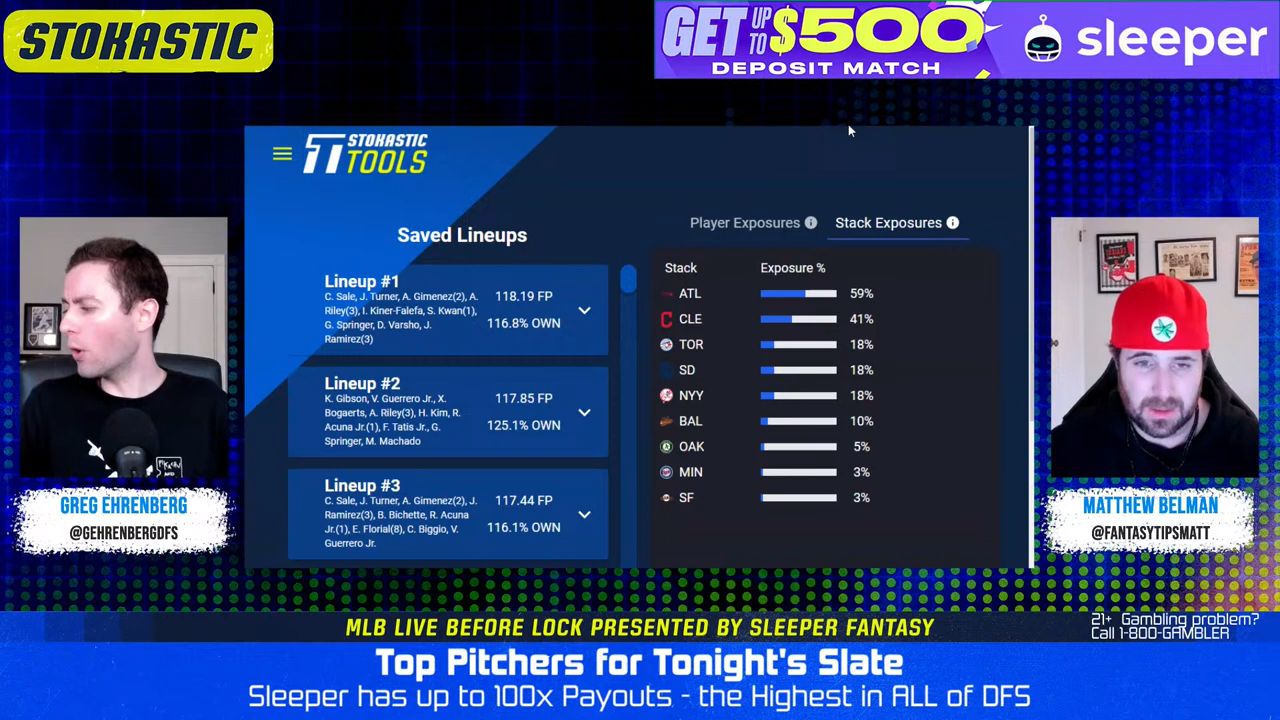 STOKASTIC
GET UP TO $500
DEPOSIT MATCH
sleeper
STOKASTIC
TOOLS
Saved Lineups
Lineup #1
C. Sale, J. Turner, A. Gimenez(2), A.
Riley(3), I. Kiner-Falefa, S. Kwan(1),
G. Springer, D. Varsho, J.
Ramirez(3)
118.19 FP
116.8% OWN
Lineup #2
K. Gibson, V. Guerrero Jr., X.
Bogaerts, A. Riley(3), H. Kim, R.
Acuna Jr.(1), F. Tatis Jr., G.
Springer, M. Machado
117.85 FP
125.1% OWN
Lineup #3
C. Sale, J. Turner, A. Gimenez(2), J.
Ramirez(3), B. Bichette, R. Acuna
Jr.(1), E. Florial(8), C. Biggio, V.
Guerrero Jr.
117.44 FP
116.1% OWN
Player Exposures
Stack Exposures
Stack Exposure %
ATL 59%
CLE 41%
TOR 18%
SD 18%
NYY 18%
BAL 10%
OAK 5%
MIN 3%
SF 3%
GREG EHRENBERG
@GEHRENBERGDFS
MATTHEW BELMAN
@FANTASYTIPSMATT
MLB LIVE BEFORE LOCK PRESENTED BY SLEEPER FANTASY
21+ Gambling problem?
Call 1-800-GAMBLER
Top Pitchers for Tonight's Slate
Sleeper has up to 100x Payouts - the Highest in ALL of DFS